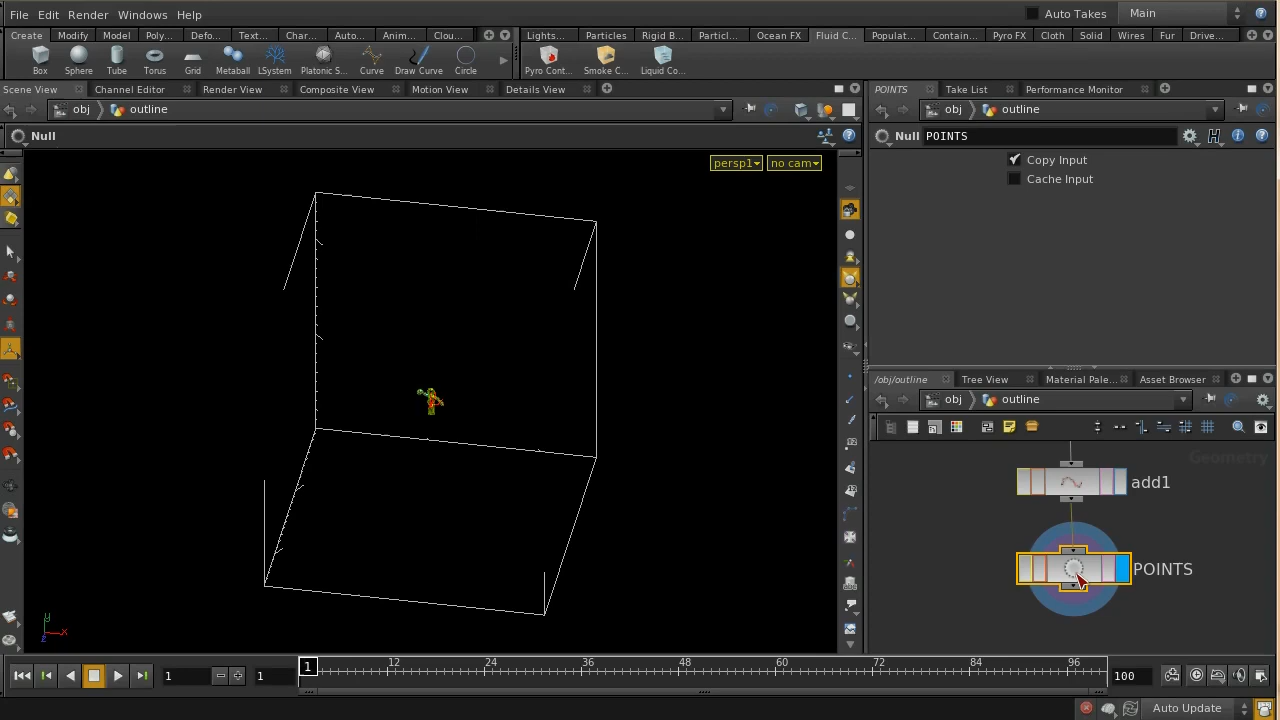 File Edit Render Windows Help Auto Takes Main
Create Modify Model Poly... Defo... Text... Char... Auto... Anim... Clou... Lights... Particles Rigid B... Particl... Ocean FX Fluid C... Populat... Contain... Pyro FX Cloth Solid Wires Fur Drive...
Box Sphere Tube Torus Grid Metaball LSystem Platonic S... Curve Draw Curve Circle Pyro Cont... Smoke C... Liquid Co...
Scene View Channel Editor Render View Composite View Motion View Details View
obj outline
Null
persp1 no cam
POINTS Take List Performance Monitor
obj outline
Null POINTS
Copy Input
Cache Input
/obj/outline Tree View Material Pale... Asset Browser
obj outline
Geometry
add1
POINTS
y
x
z
1 1 1 12 24 36 48 60 72 84 96 100
Auto Update